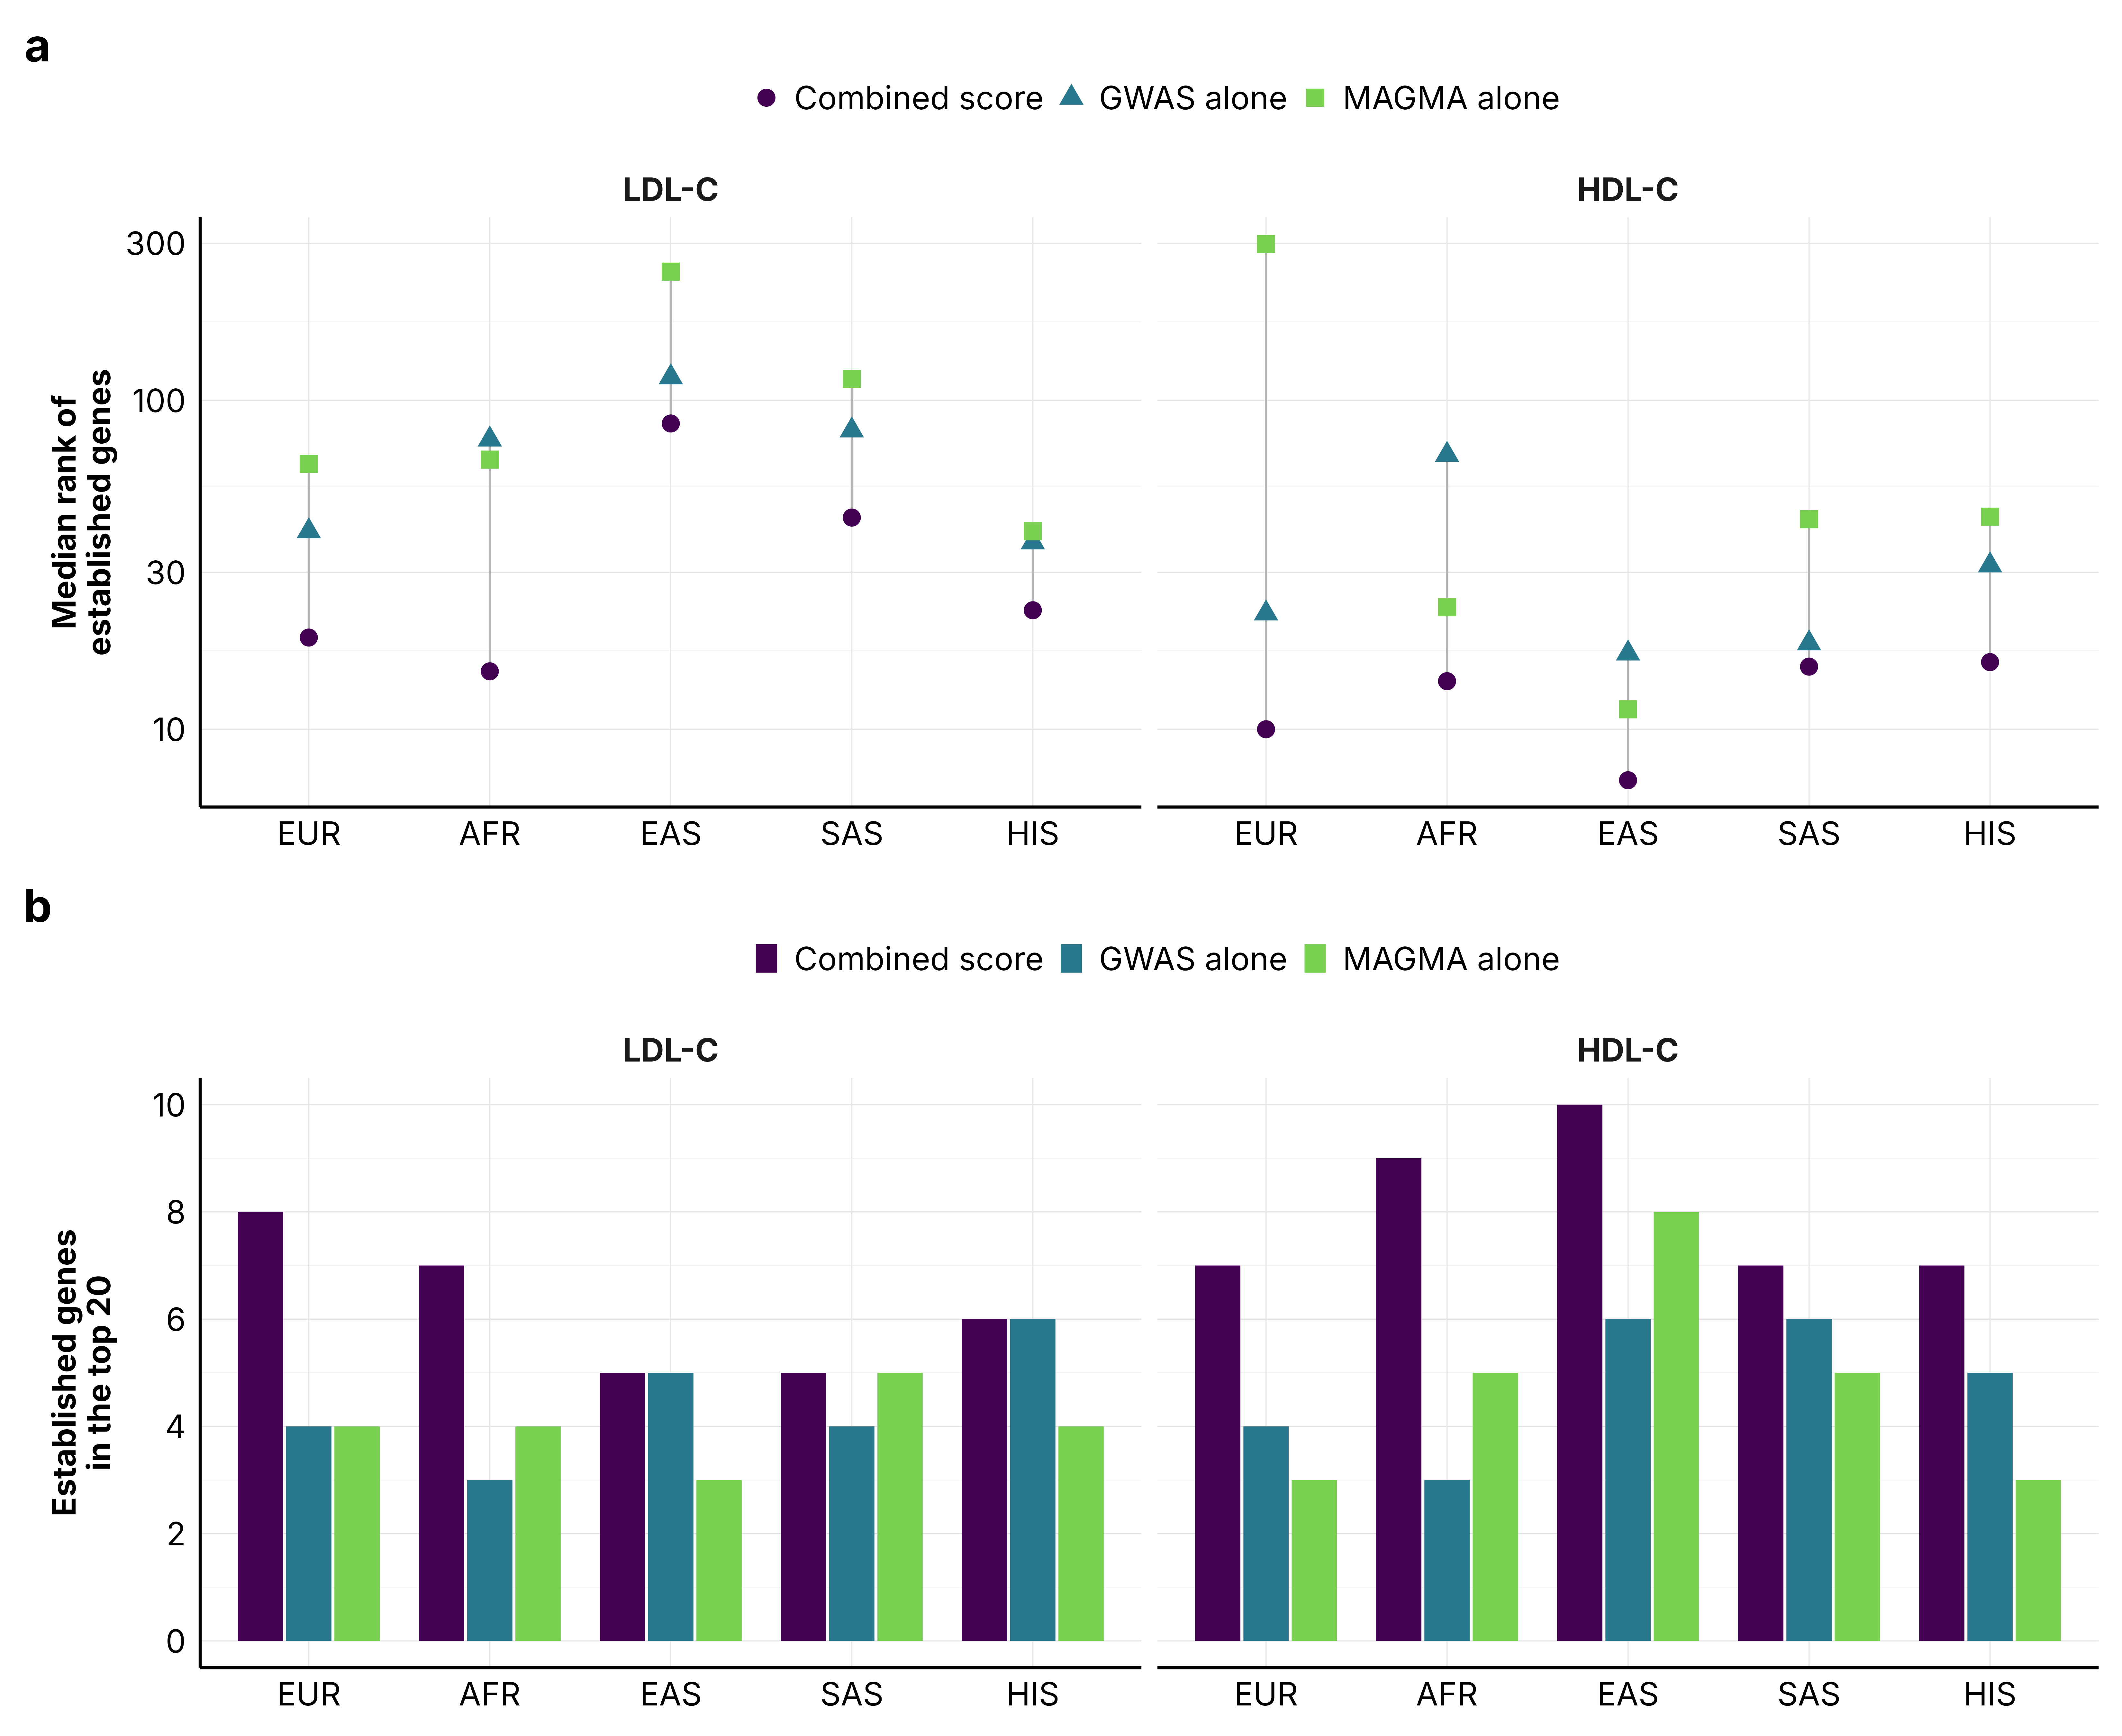 a
Combined score GWAS alone MAGMA alone
LDL-C HDL-C
Median rank of
established genes
300
100
30
10
EUR AFR EAS SAS HIS EUR AFR EAS SAS HIS
b
Combined score GWAS alone MAGMA alone
LDL-C HDL-C
Established genes
in the top 20
10
8
6
4
2
0
EUR AFR EAS SAS HIS EUR AFR EAS SAS HIS